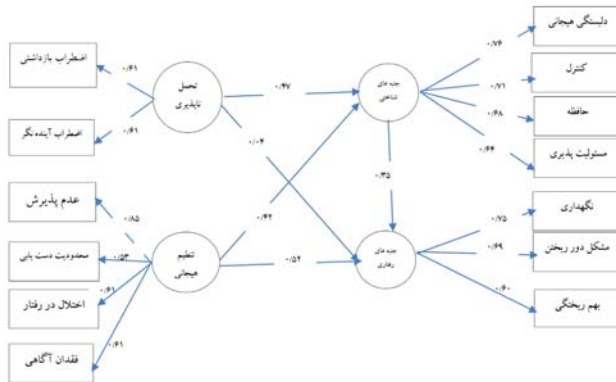 دلبستگی هیجانی
۰/۷۶
اضطراب بازداشتی
۰/۶۱
تحمل
ناپذیری
۰/۴۷
جنبه های
شناختی
۰/۷۱
کنترل
۰/۶۸
حافظه
۰/۶۱
اضطراب آینده نگر
۰/۰۴
۰/۶۴
مسئولیت پذیری
۰/۳۵
عدم پذیرش
۰/۸۵
۰/۴۲
۰/۷۵
نگهداری
محدودیت دست یابی
۰/۵۳
تنظیم
هیجانی
۰/۵۲
جنبه های
رفتاری
۰/۶۹
مشکل دور ریختن
اختلال در رفتار
۰/۶۱
۰/۶۰
بهم ریختگی
فقدان آگاهی
۰/۶۱